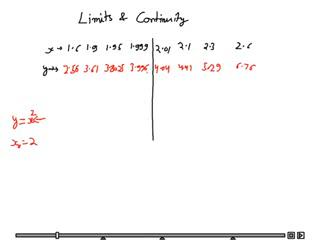 Limits & Continuity
x → 1.6 1.9 1.95 1.999 2.01 2.1 2.3 2.6
y → 2.56 3.61 3.8025 3.996 4.04 4.41 5.29 6.76
y = x²
x₀ = 2